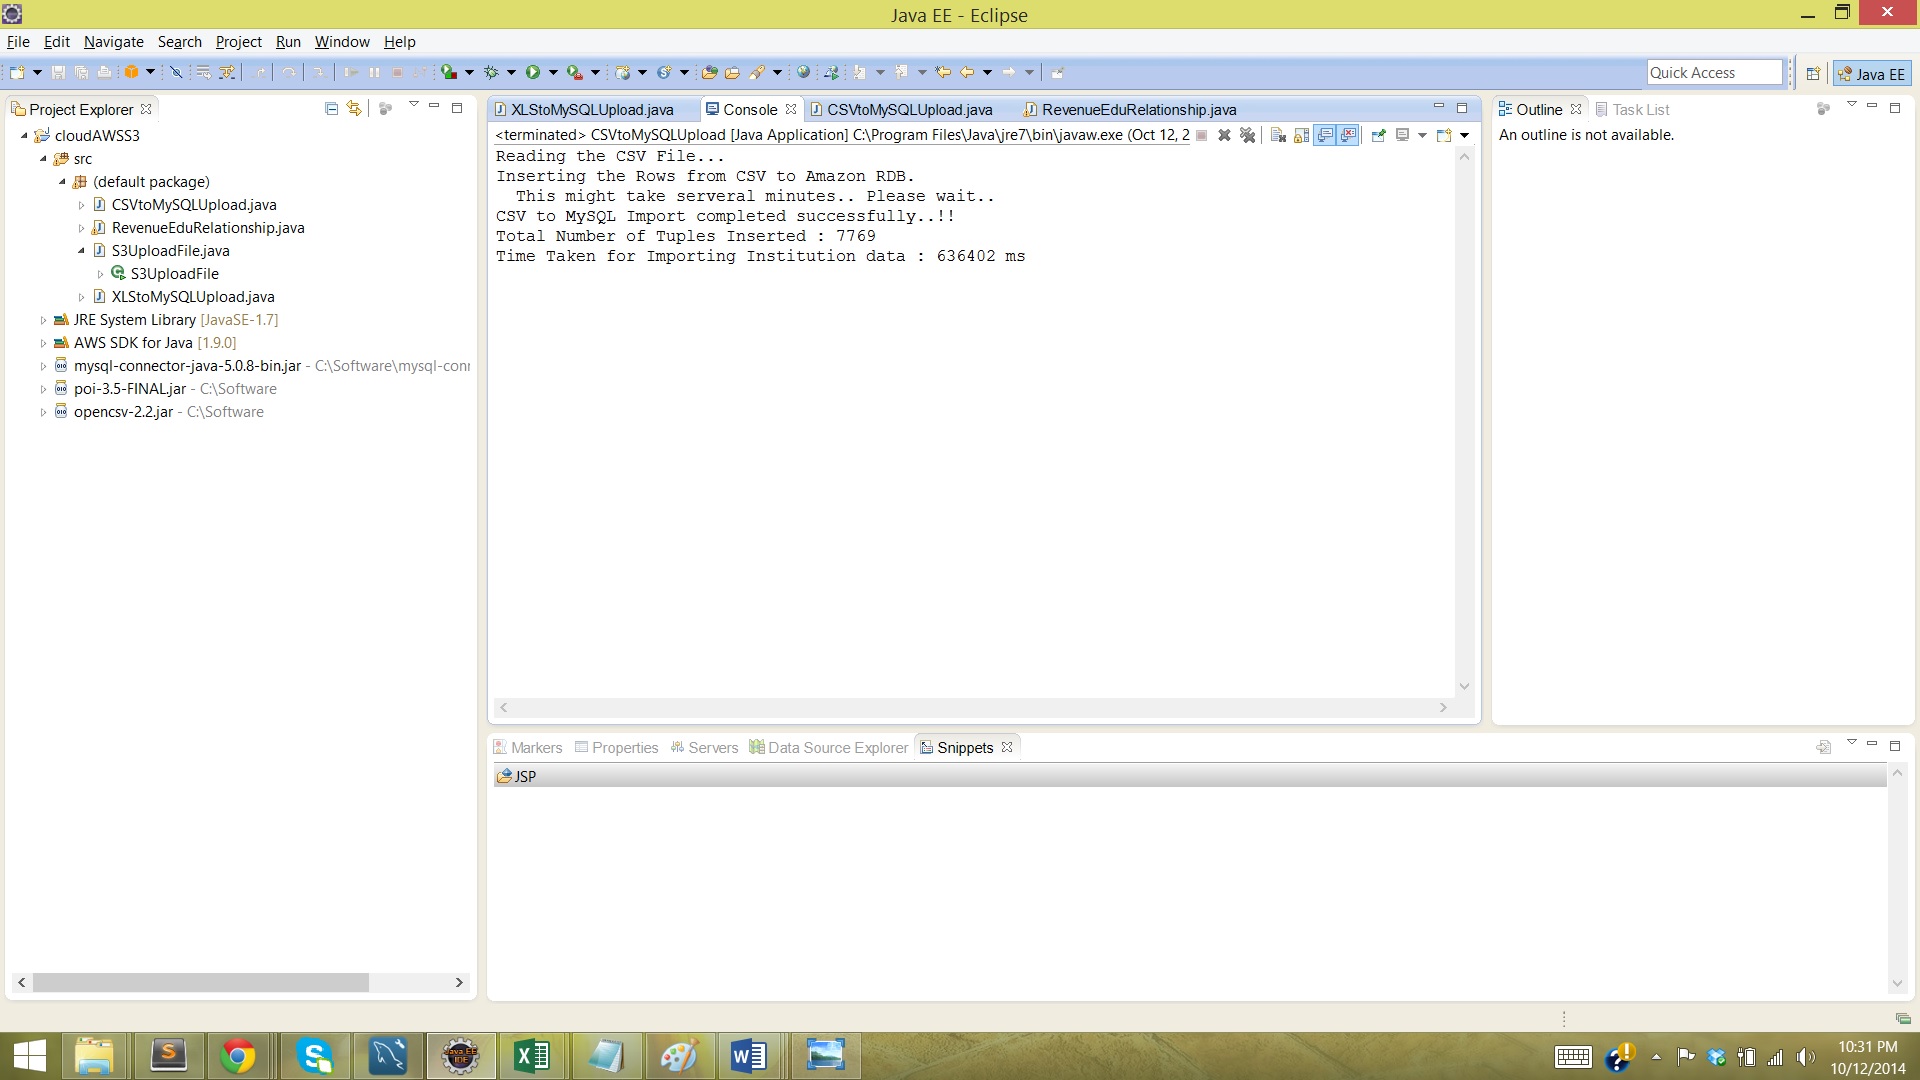 Java EE - Eclipse
File Edit Navigate Search Project Run Window Help
Quick Access
Java EE
Project Explorer
cloudAWSS3
src
(default package)
CSVtoMySQLUpload.java
RevenueEduRelationship.java
S3UploadFile.java
S3UploadFile
XLStoMySQLUpload.java
JRE System Library [JavaSE-1.7]
AWS SDK for Java [1.9.0]
mysql-connector-java-5.0.8-bin.jar - C:\Software\mysql-conn
poi-3.5-FINAL.jar - C:\Software
opencsv-2.2.jar - C:\Software
XLStoMySQLUpload.java Console CSVtoMySQLUpload.java RevenueEduRelationship.java
<terminated> CSVtoMySQLUpload [Java Application] C:\Program Files\Java\jre7\bin\javaw.exe (Oct 12, 2
Reading the CSV File...
Inserting the Rows from CSV to Amazon RDB.
This might take serveral minutes.. Please wait..
CSV to MySQL Import completed successfully..!!
Total Number of Tuples Inserted : 7769
Time Taken for Importing Institution data : 636402 ms
Outline Task List
An outline is not available.
Markers Properties Servers Data Source Explorer Snippets
JSP
10:31 PM
10/12/2014